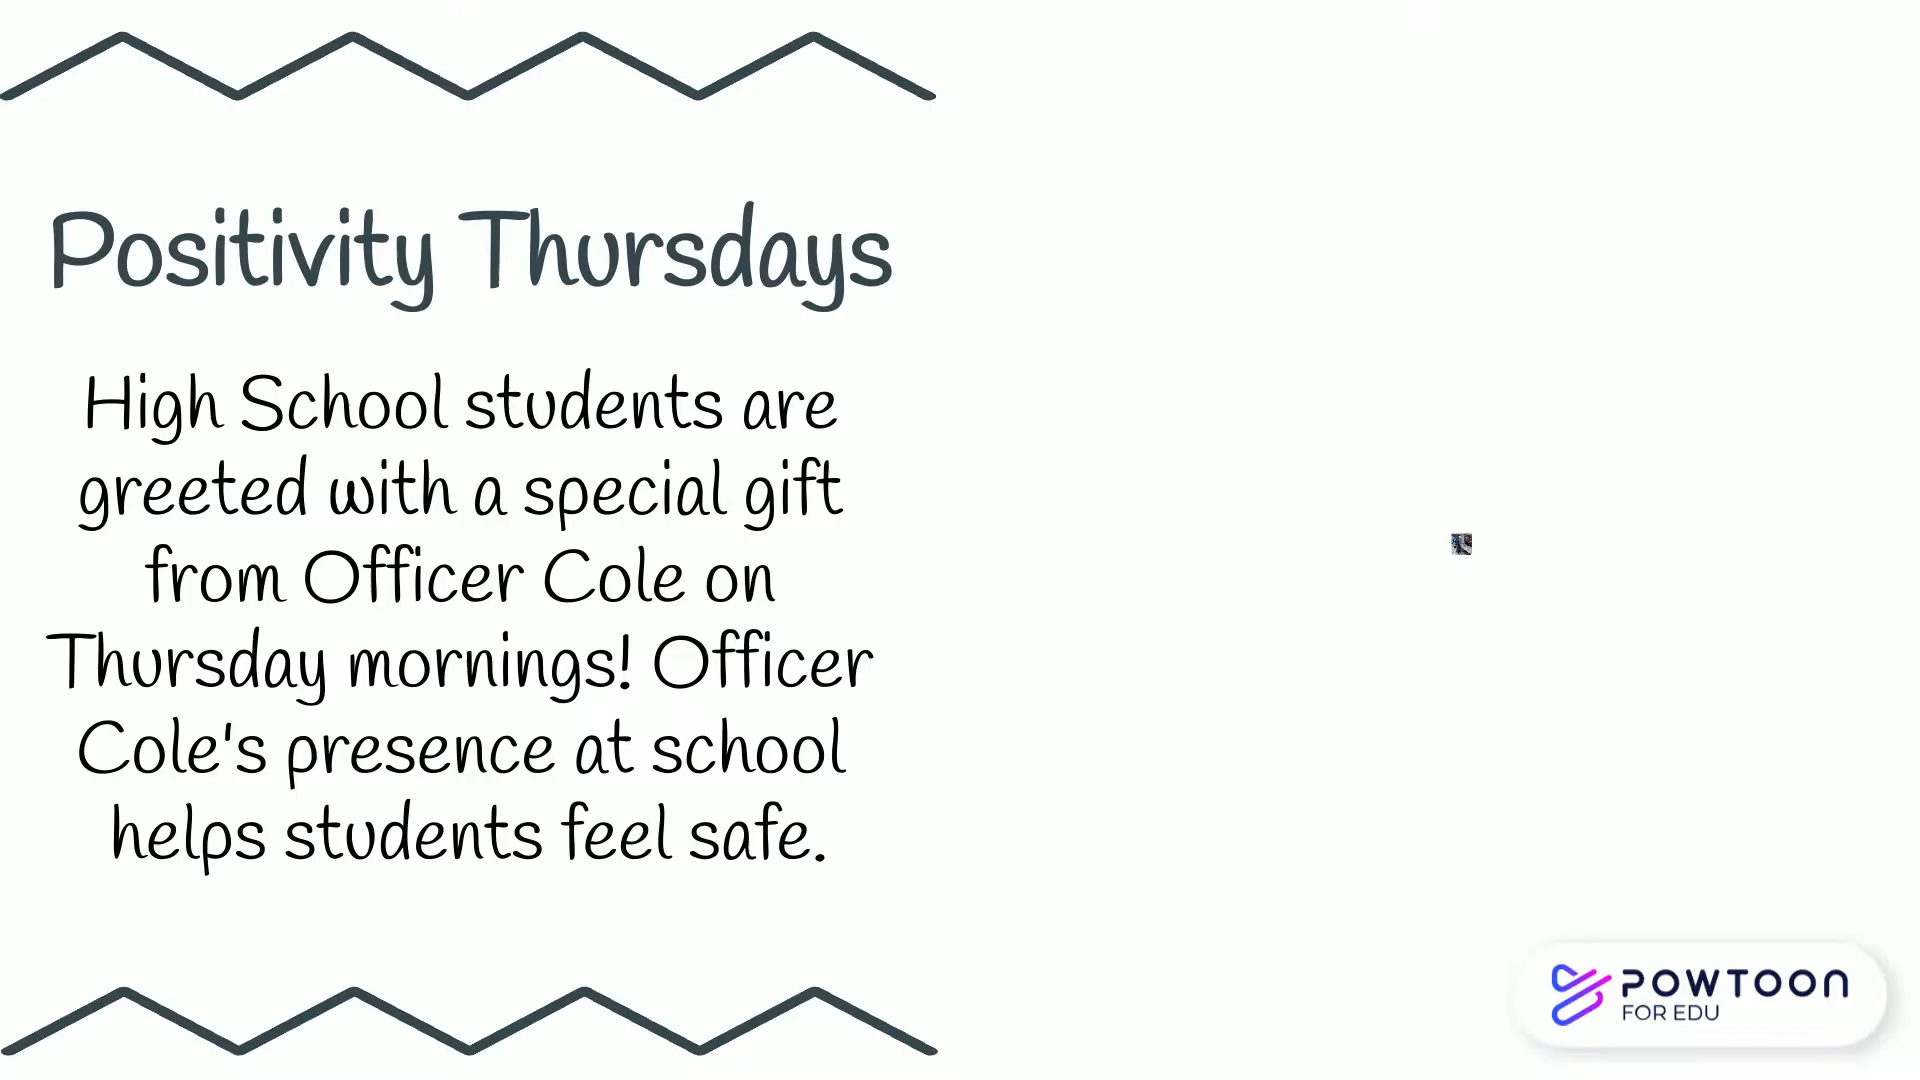 Positivity Thursdays
High School students are
greeted with a special gift
from Officer Cole on
Thursday mornings! Officer
Cole's presence at school
helps students feel safe.
POWTOON
FOR EDU